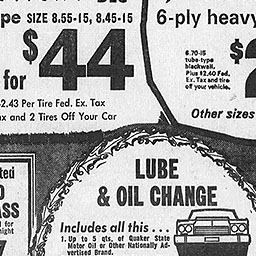 pe SIZE 8.55-15, 8.45-15
for $44
2.43 Per Tire Fed. Ex. Tax
ax and 2 Tires Off Your Car
6-ply heavy
6.70-15
tube-type
blackwall.
Plus $2.40 Fed.
Ex. Tax and tire
off your vehicle.
$
Other sizes
LUBE
& OIL CHANGE
Includes all this . . .
1. Up to 5 qts. of Quaker State
Motor Oil or Other Nationally Ad-
vertised Brand.
ted
ASS
for
night